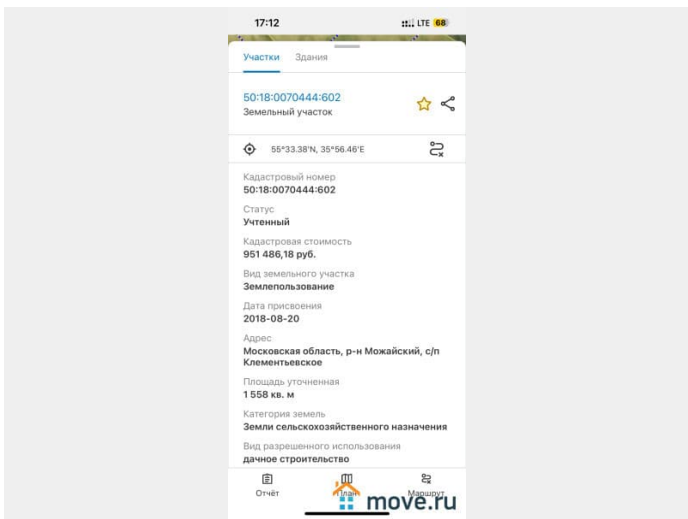 17:12
LTE 68
Участки Здания
50:18:0070444:602
Земельный участок
55°33.38'N, 35°56.46'E
Кадастровый номер
50:18:0070444:602
Статус
Учтенный
Кадастровая стоимость
951 486,18 руб.
Вид земельного участка
Землепользование
Дата присвоения
2018-08-20
Адрес
Московская область, р-н Можайский, с/п
Клементьевское
Площадь уточненная
1 558 кв. м
Категория земель
Земли сельскохозяйственного назначения
Вид разрешенного использования
дачное строительство
Отчёт План Маршрут
move.ru